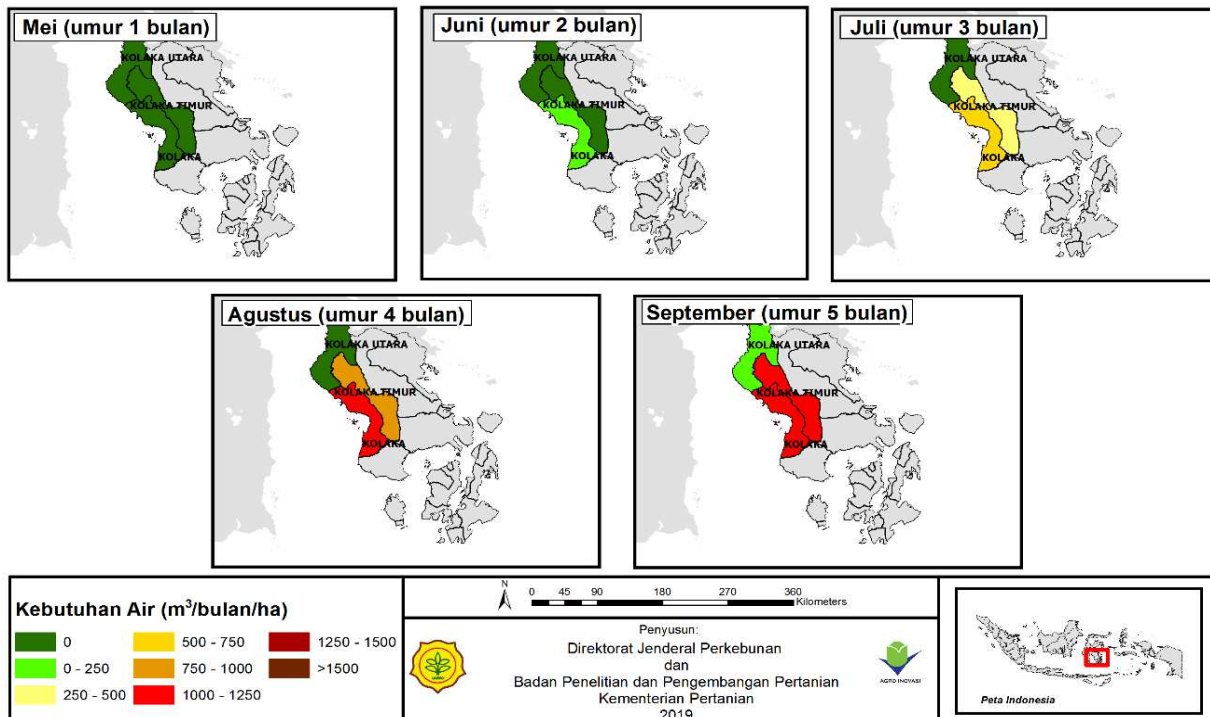 Mei (umur 1 bulan)
KOLAKA UTARA
KOLAKA TIMUR
KOLAKA
Juni (umur 2 bulan)
KOLAKA UTARA
KOLAKA TIMUR
KOLAKA
Juli (umur 3 bulan)
KOLAKA UTARA
KOLAKA TIMUR
KOLAKA
Agustus (umur 4 bulan)
KOLAKA UTARA
KOLAKA TIMUR
KOLAKA
September (umur 5 bulan)
KOLAKA UTARA
KOLAKA TIMUR
KOLAKA
Kebutuhan Air (m³/bulan/ha)
0
0 - 250
250 - 500
500 - 750
750 - 1000
1000 - 1250
1250 - 1500
>1500
N
0 45 90 180 270 360
Kilometers
Penyusun:
Direktorat Jenderal Perkebunan
dan
Badan Penelitian dan Pengembangan Pertanian
Kementerian Pertanian
2019
AGRO INOVASI
Peta Indonesia